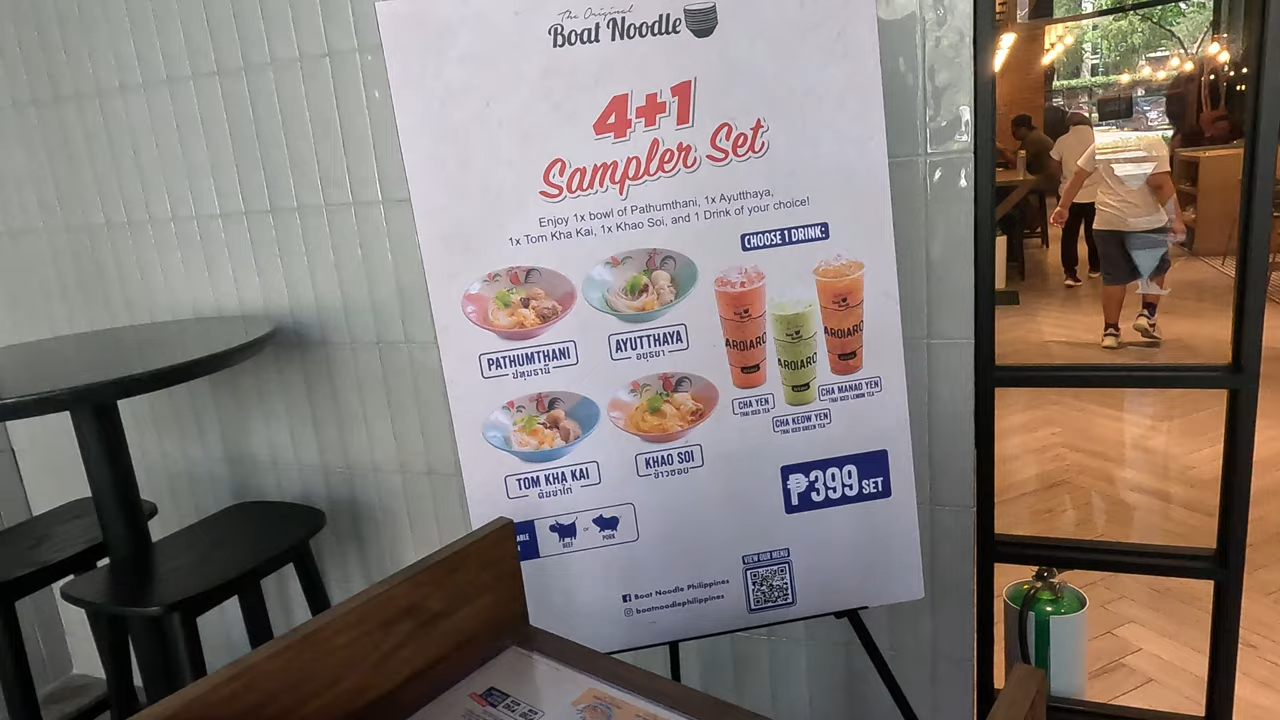 The Original
Boat Noodle
4+1
Sampler Set
Enjoy 1x bowl of Pathumthani, 1x Ayutthaya,
1x Tom Kha Kai, 1x Khao Soi, and 1 Drink of your choice!
CHOOSE 1 DRINK:
PATHUMTHANI
ปทุมธานี
AYUTTHAYA
อยุธยา
TOM KHA KAI
ต้มข่าไก่
KHAO SOI
ข้าวซอย
AROIAROI
AROIARO
AROIARO
CHA YEN
THAI ICED TEA
CHA KEOW YEN
THAI ICED GREEN TEA
CHA MANAO YEN
THAI ICED LEMON TEA
₱399 SET
BEEF
or
PORK
VIEW OUR MENU
Boat Noodle Philippines
boatnoodlephilippines